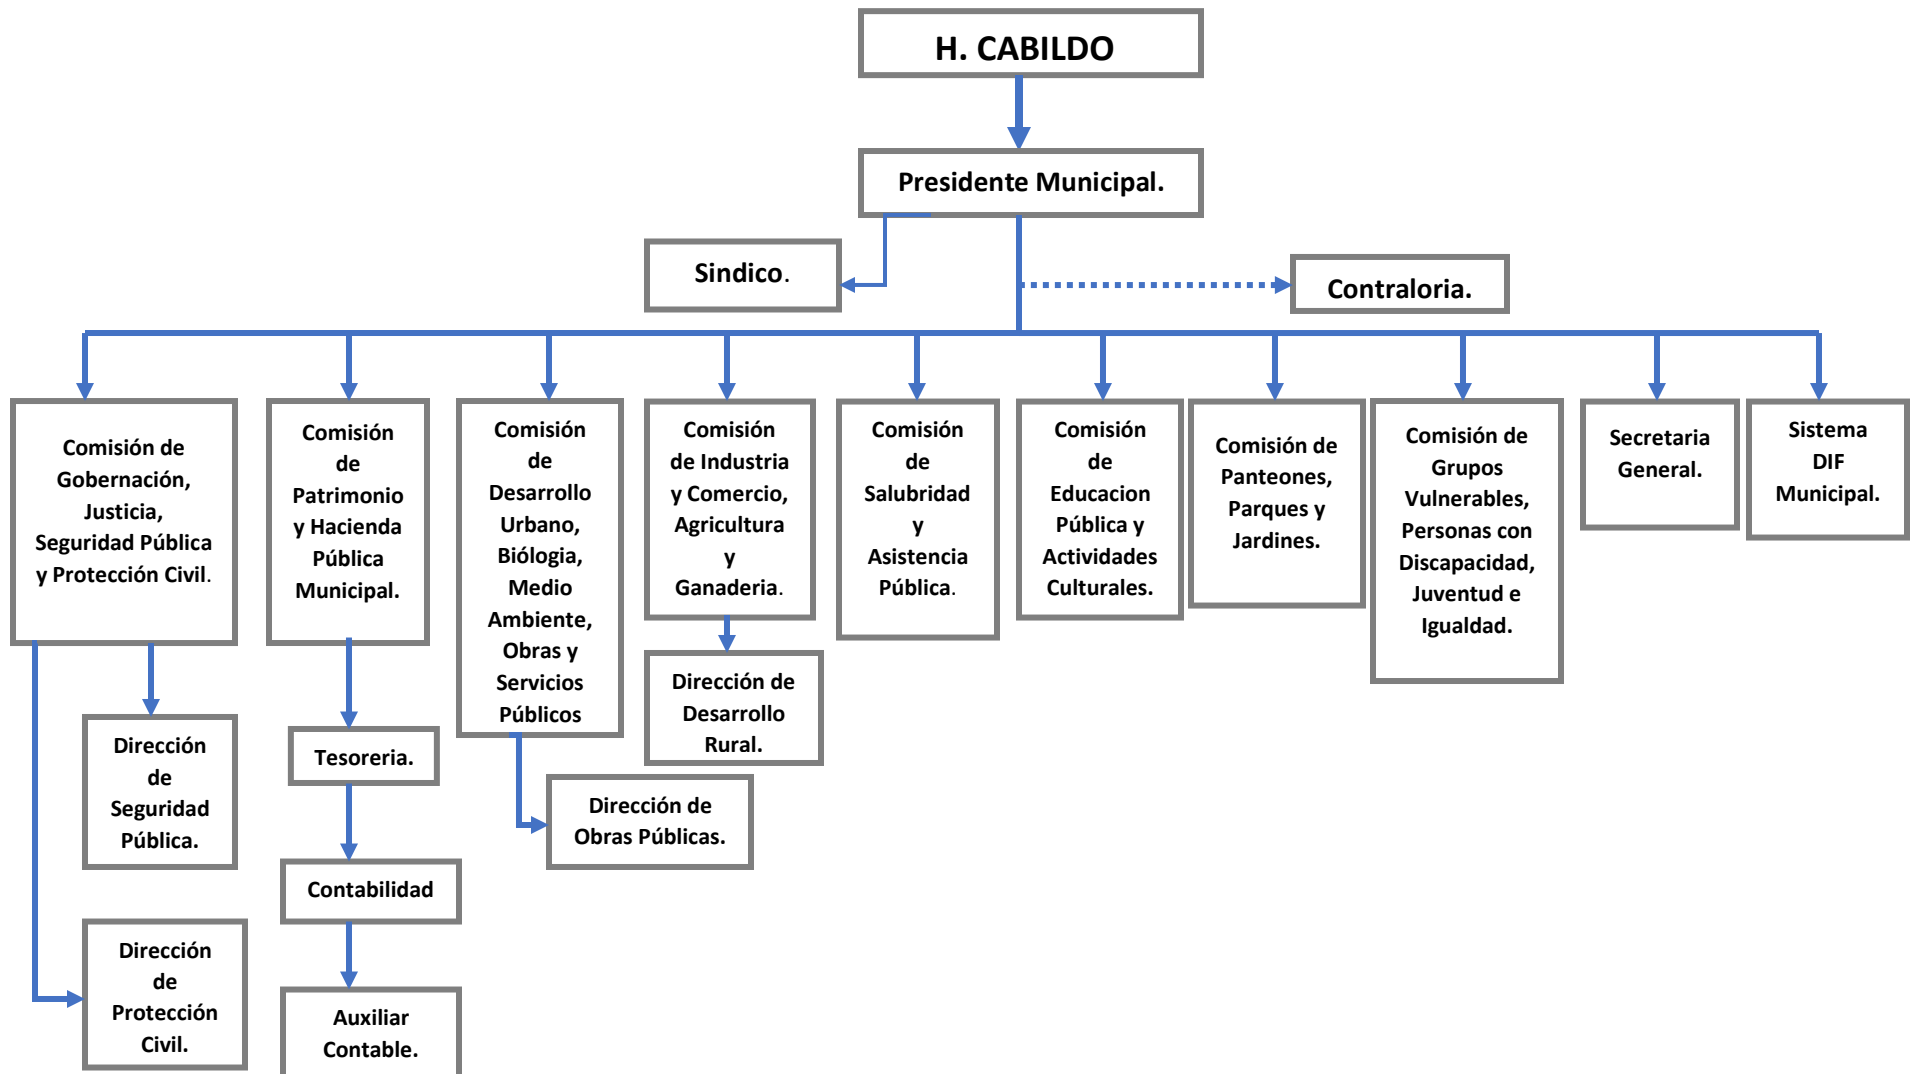 H. CABILDO
Presidente Municipal.
Sindico.
Contraloria.
Comisión de
Gobernación,
Justicia,
Seguridad Pública
y Protección Civil.
Comisión
de
Patrimonio
y Hacienda
Pública
Municipal.
Comisión
de
Desarrollo
Urbano,
Biólogia,
Medio
Ambiente,
Obras y
Servicios
Públicos
Comisión
de Industria
y Comercio,
Agricultura
y
Ganaderia.
Comisión
de
Salubridad
y
Asistencia
Pública.
Comisión
de
Educacion
Pública y
Actividades
Culturales.
Comisión de
Panteones,
Parques y
Jardines.
Comisión de
Grupos
Vulnerables,
Personas con
Discapacidad,
Juventud e
Igualdad.
Secretaria
General.
Sistema
DIF
Municipal.
Dirección
de
Seguridad
Pública.
Tesoreria.
Dirección de
Desarrollo
Rural.
Dirección de
Obras Públicas.
Contabilidad
Dirección
de
Protección
Civil.
Auxiliar
Contable.